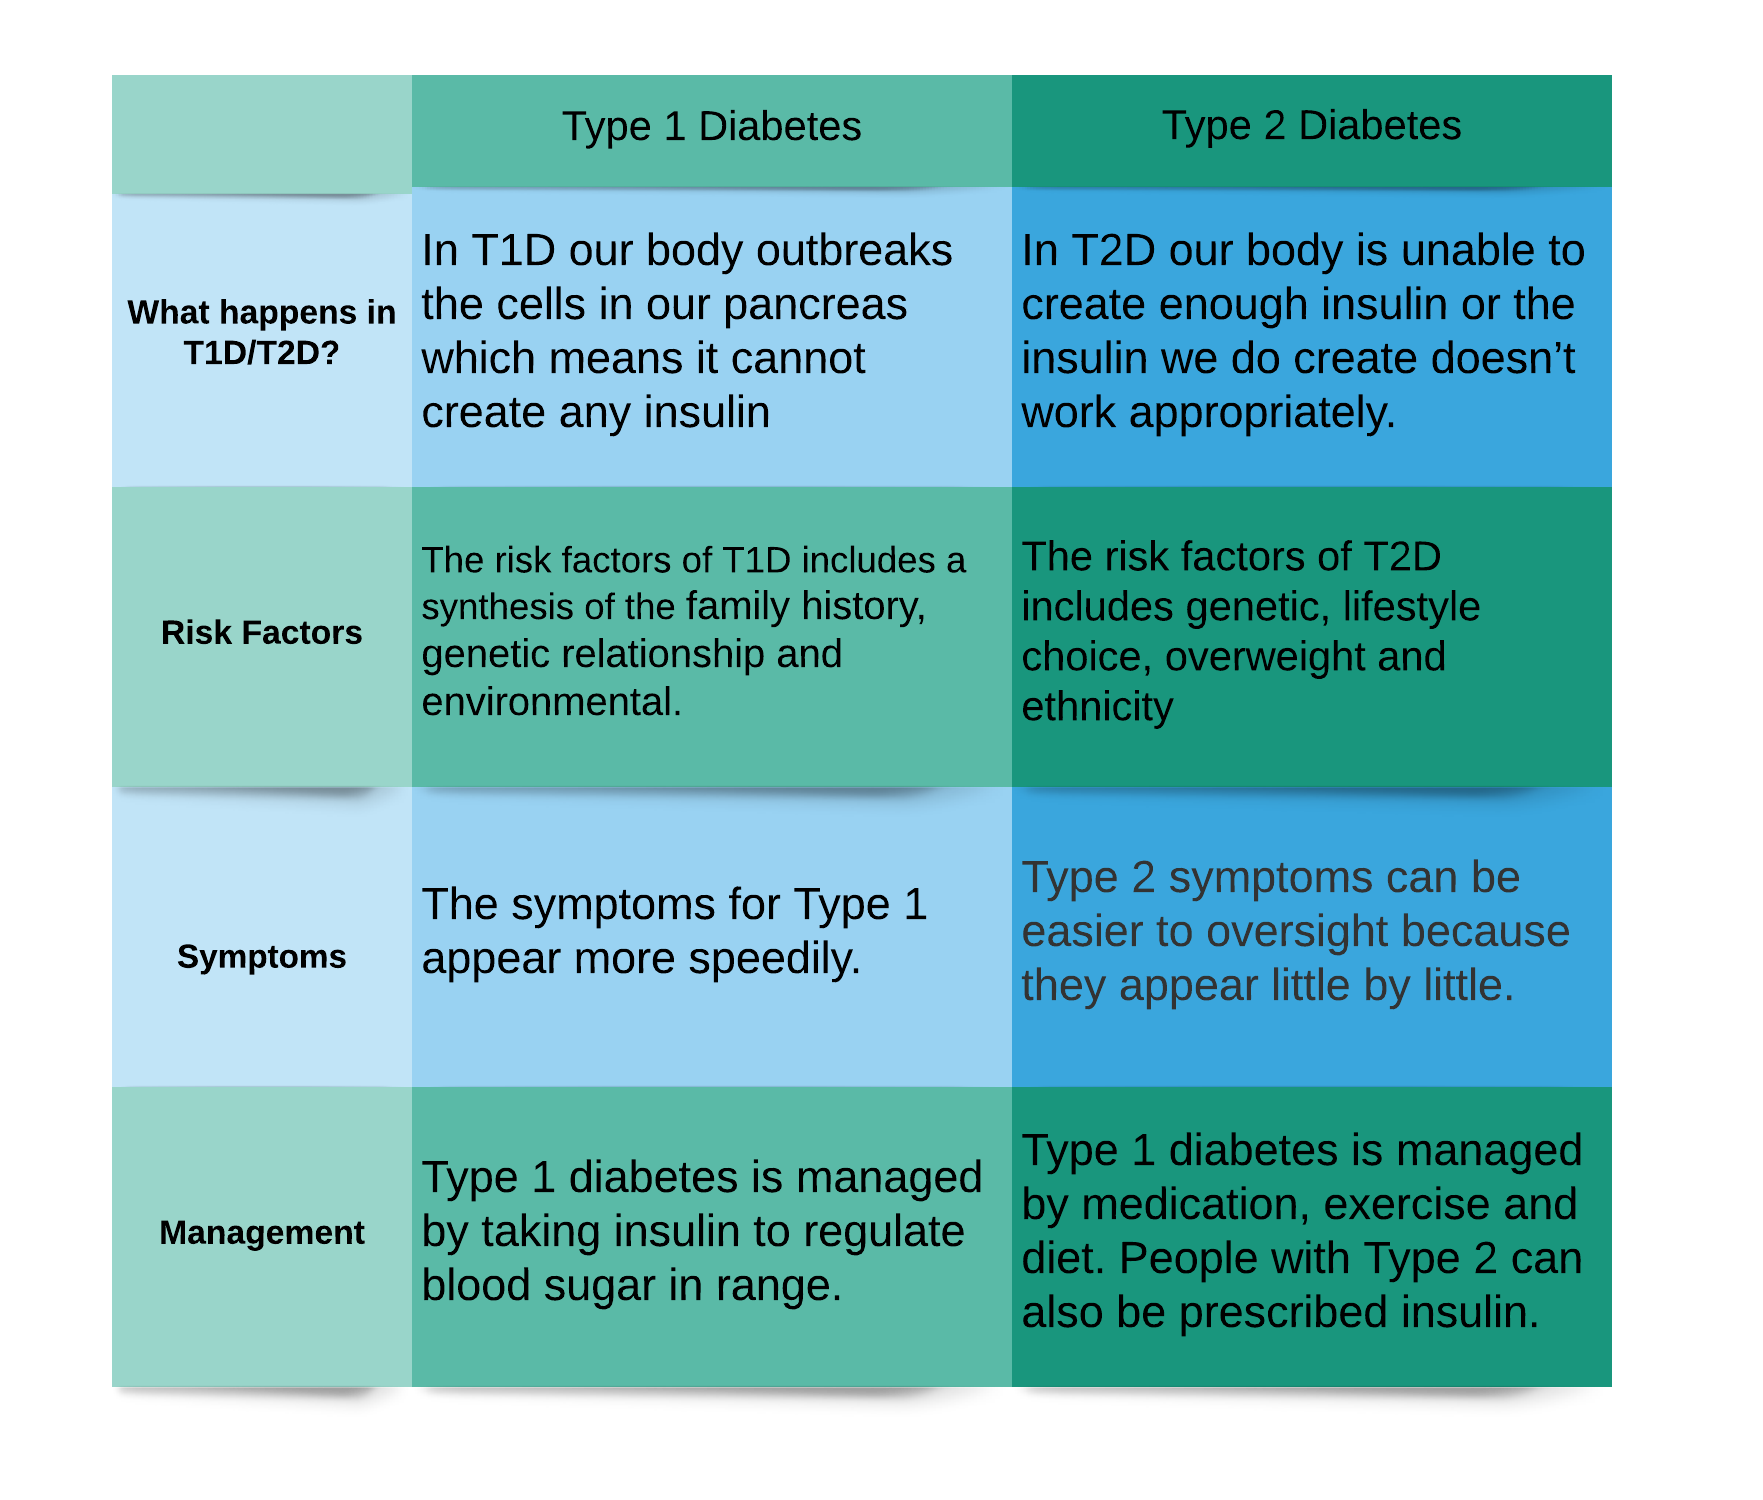 Type 1 Diabetes
Type 2 Diabetes
What happens in
T1D/T2D?
In T1D our body outbreaks
the cells in our pancreas
which means it cannot
create any insulin
In T2D our body is unable to
create enough insulin or the
insulin we do create doesn’t
work appropriately.
Risk Factors
The risk factors of T1D includes a
synthesis of the family history,
genetic relationship and
environmental.
The risk factors of T2D
includes genetic, lifestyle
choice, overweight and
ethnicity
Symptoms
The symptoms for Type 1
appear more speedily.
Type 2 symptoms can be
easier to oversight because
they appear little by little.
Management
Type 1 diabetes is managed
by taking insulin to regulate
blood sugar in range.
Type 1 diabetes is managed
by medication, exercise and
diet. People with Type 2 can
also be prescribed insulin.